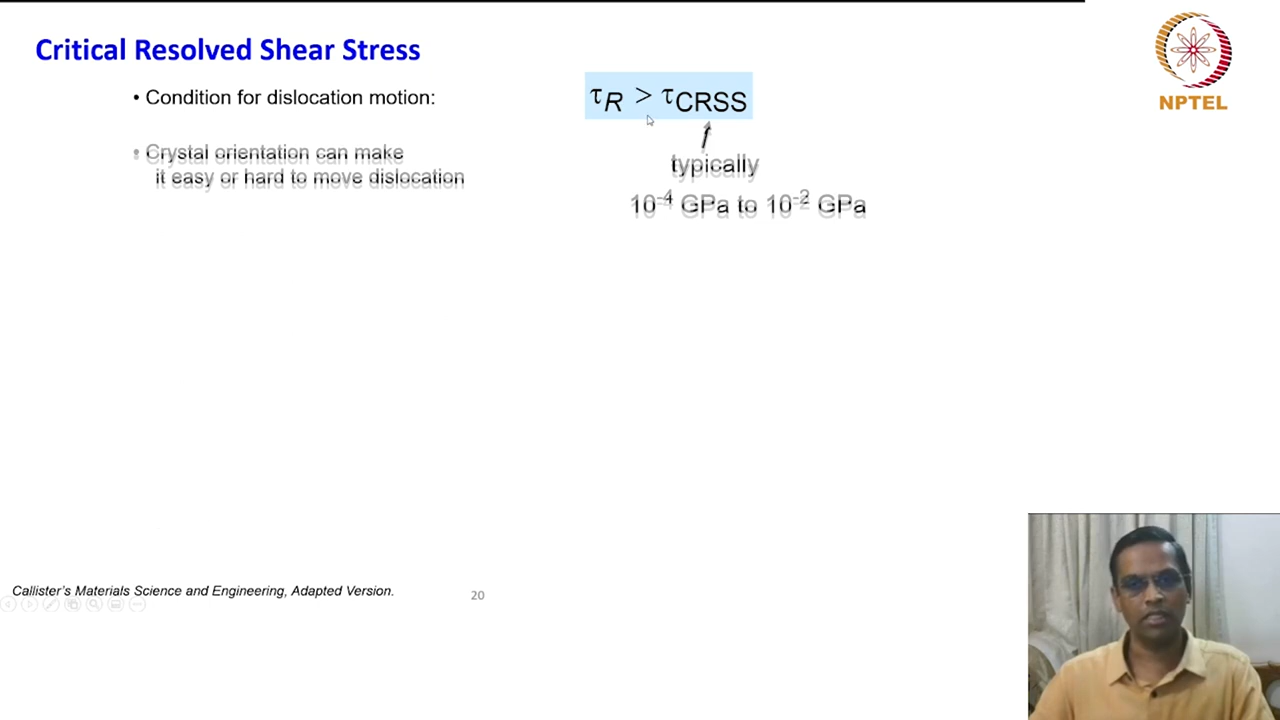 Critical Resolved Shear Stress
• Condition for dislocation motion:
τR > τCRSS
• Crystal orientation can make
it easy or hard to move dislocation
typically
10⁻⁴ GPa to 10⁻² GPa
Callister's Materials Science and Engineering, Adapted Version.
20
NPTEL